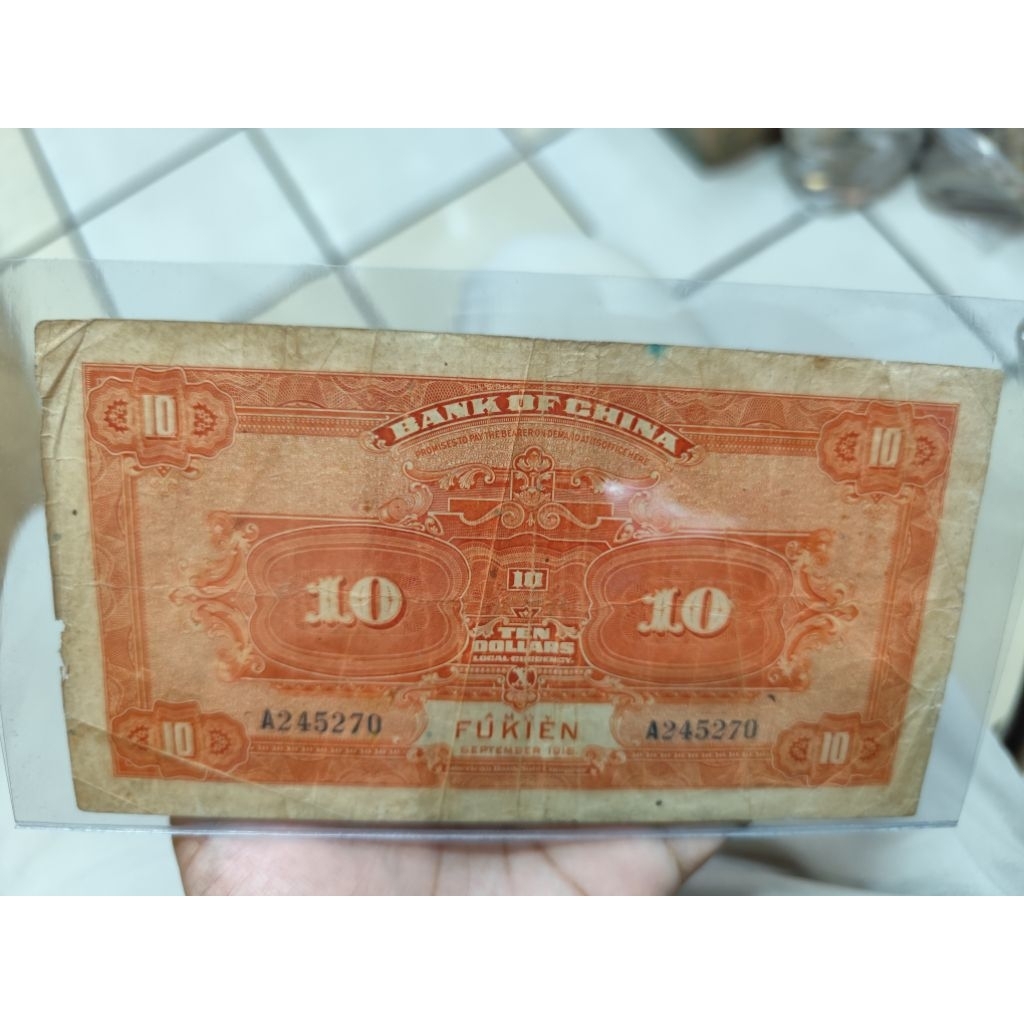 10
BANK OF CHINA
PROMISES TO PAY THE BEARER ON DEMAND AT ITS OFFICE HERE
10
10
10
10
TEN
DOLLARS
LOCAL CURRENCY.
X
A245270
FUKIEN
A245270
SEPTEMBER 1918.
10
10